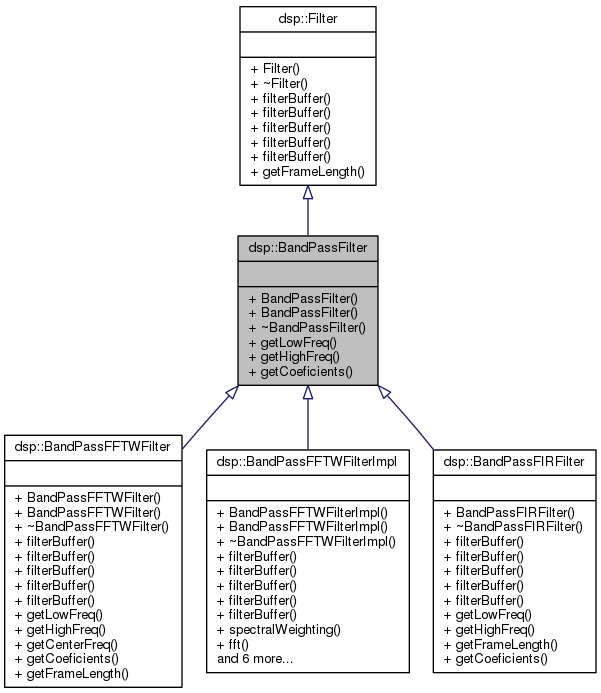 dsp::Filter
+ Filter()
+ ~Filter()
+ filterBuffer()
+ filterBuffer()
+ filterBuffer()
+ filterBuffer()
+ filterBuffer()
+ getFrameLength()
dsp::BandPassFilter
+ BandPassFilter()
+ BandPassFilter()
+ ~BandPassFilter()
+ getLowFreq()
+ getHighFreq()
+ getCoeficients()
dsp::BandPassFFTWFilter
+ BandPassFFTWFilter()
+ BandPassFFTWFilter()
+ ~BandPassFFTWFilter()
+ filterBuffer()
+ filterBuffer()
+ filterBuffer()
+ filterBuffer()
+ filterBuffer()
+ getLowFreq()
+ getHighFreq()
+ getCenterFreq()
+ getCoeficients()
+ getFrameLength()
dsp::BandPassFFTWFilterImpl
+ BandPassFFTWFilterImpl()
+ BandPassFFTWFilterImpl()
+ ~BandPassFFTWFilterImpl()
+ filterBuffer()
+ filterBuffer()
+ filterBuffer()
+ filterBuffer()
+ filterBuffer()
+ spectralWeighting()
+ fft()
and 6 more...
dsp::BandPassFIRFilter
+ BandPassFIRFilter()
+ ~BandPassFIRFilter()
+ filterBuffer()
+ filterBuffer()
+ filterBuffer()
+ filterBuffer()
+ filterBuffer()
+ getLowFreq()
+ getHighFreq()
+ getFrameLength()
+ getCoeficients()